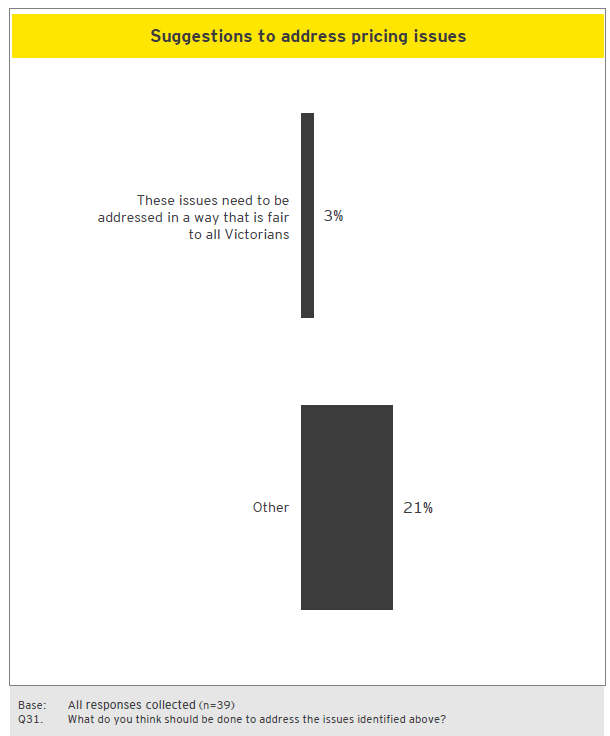 Suggestions to address pricing issues
These issues need to be
addressed in a way that is fair
to all Victorians
3%
Other
21%
Base: All responses collected (n=39)
Q31. What do you think should be done to address the issues identified above?